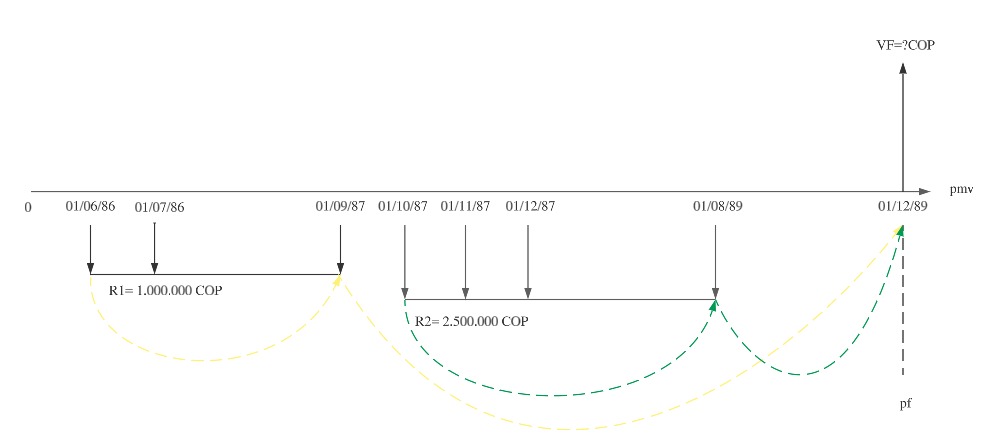 VF=?COP
pmv
0 01/06/86 01/07/86 01/09/87 01/10/87 01/11/87 01/12/87 01/08/89 01/12/89
R1= 1.000.000 COP
R2= 2.500.000 COP
pf